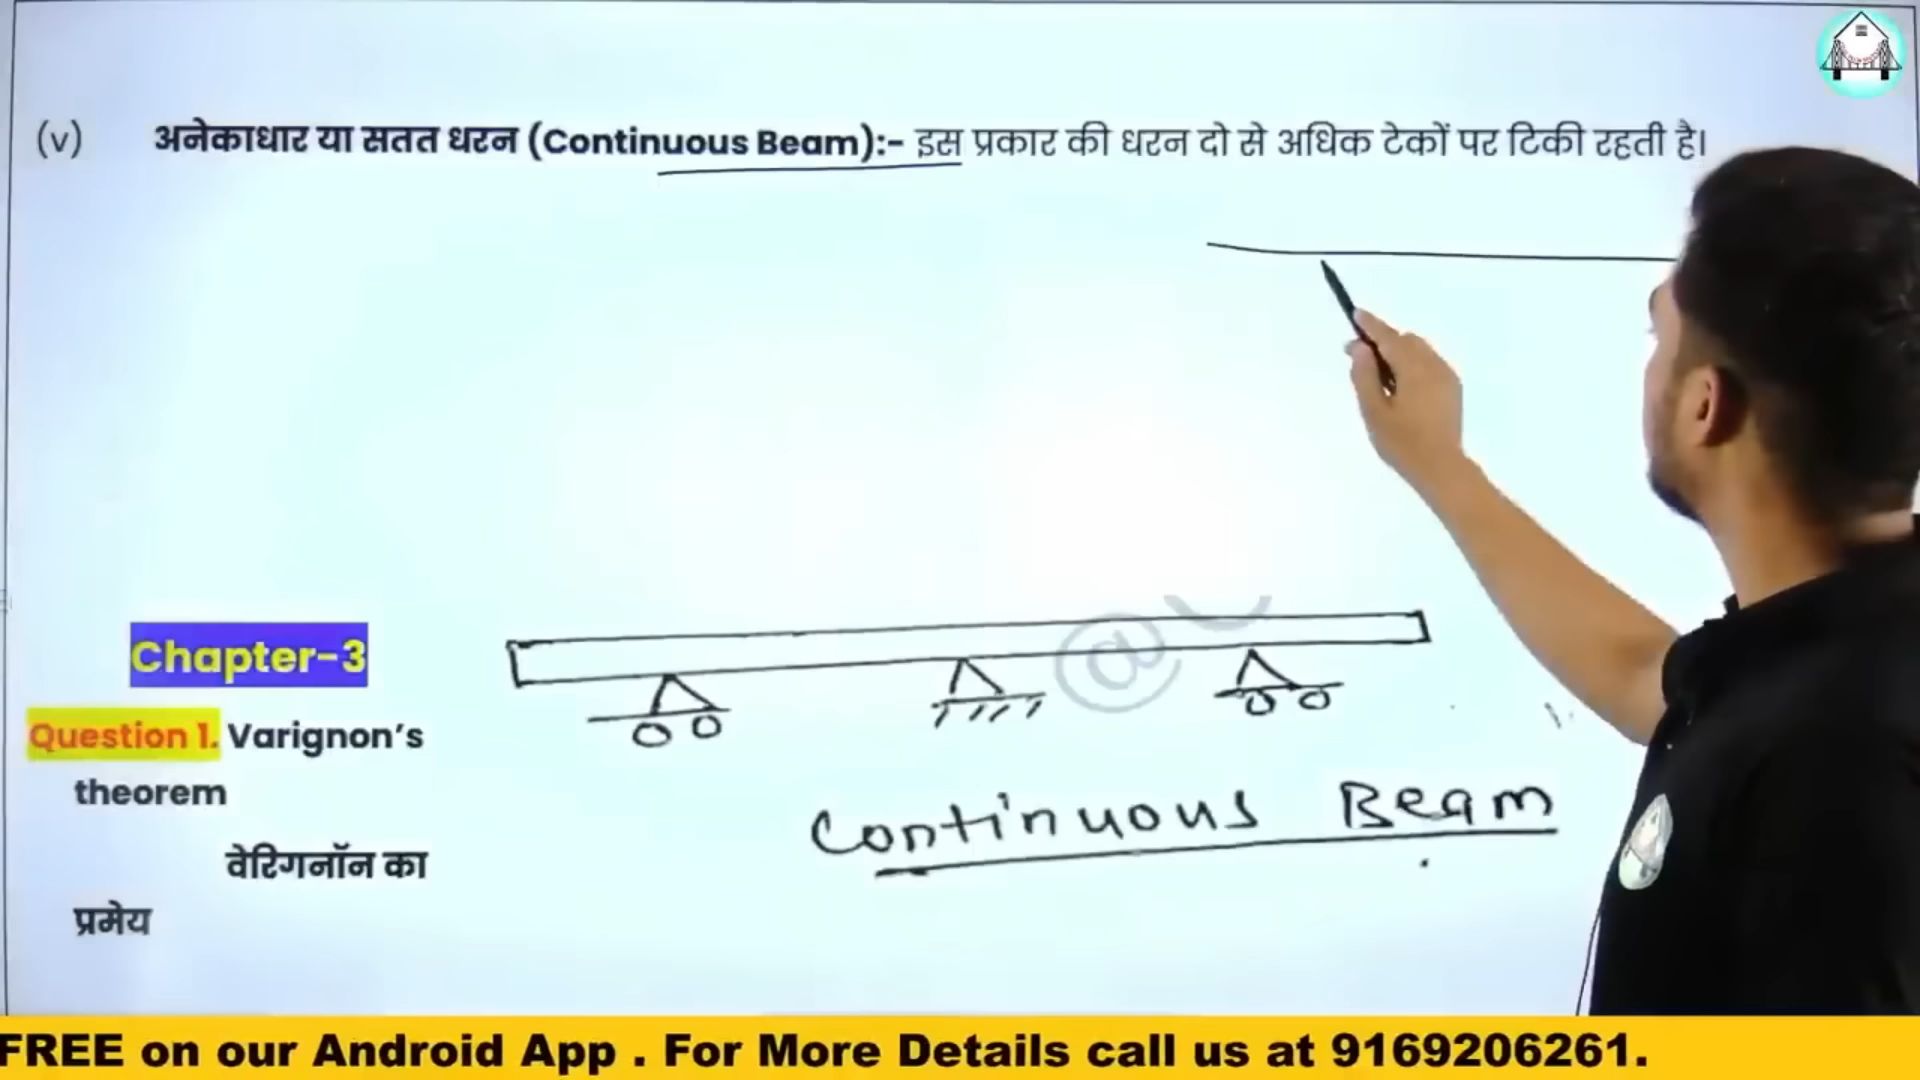 (v) अनेकाधार या सतत धरन (Continuous Beam):- इस प्रकार की धरन दो से अधिक टेकों पर टिकी रहती है।
Chapter-3
Question 1. Varignon's
theorem
वेरिगनॉन का
प्रमेय
Continuous Beam
FREE on our Android App . For More Details call us at 9169206261.